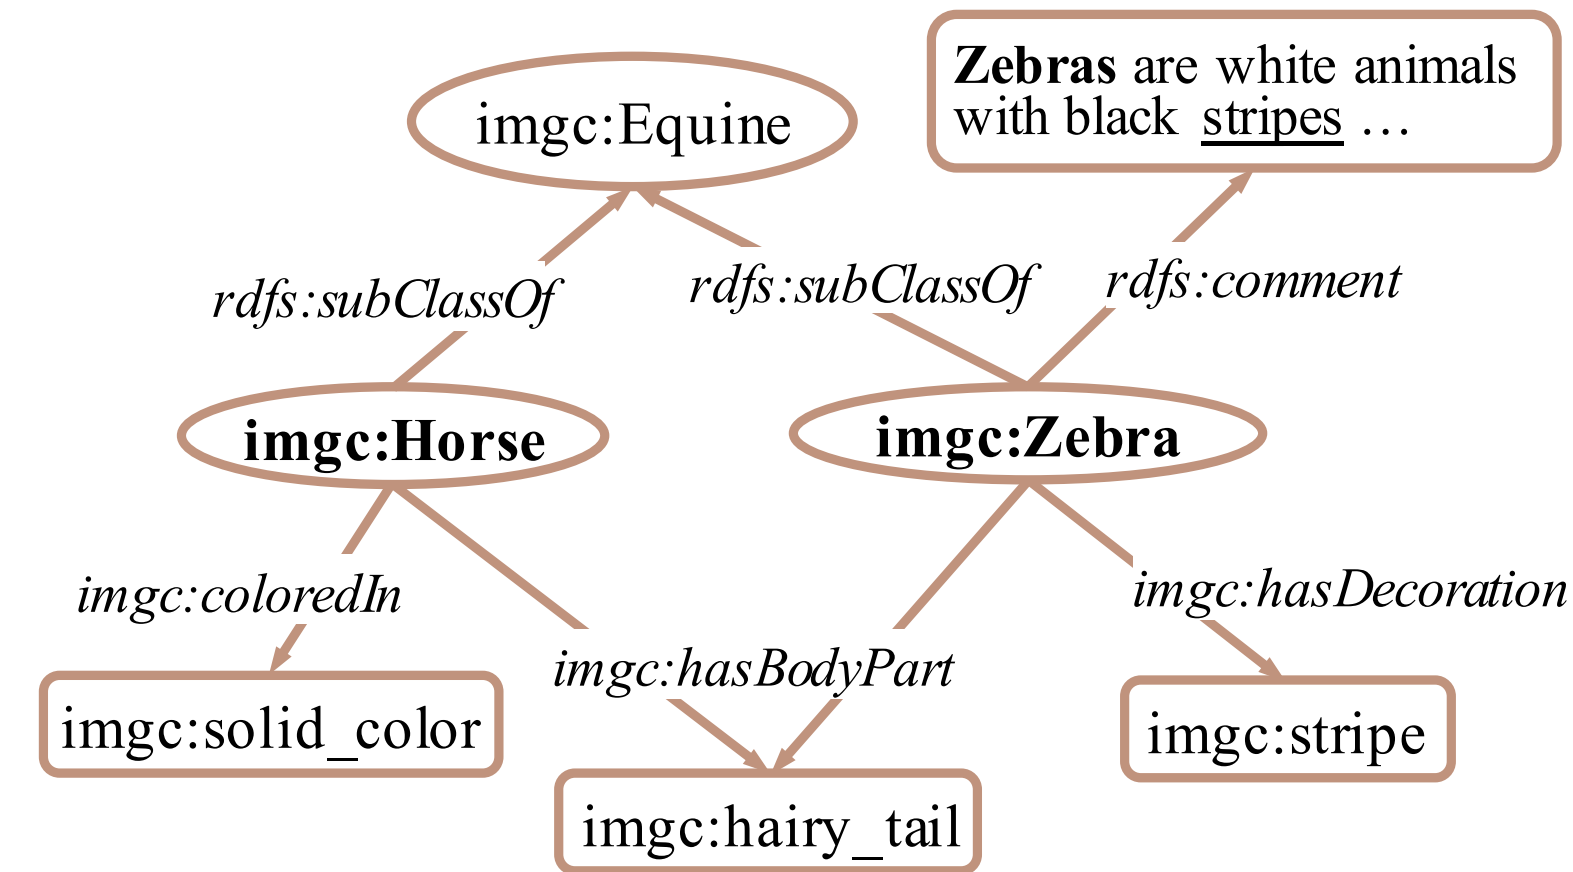 imgc:Equine
Zebras are white animals
with black stripes …
rdfs:subClassOf
rdfs:subClassOf
rdfs:comment
imgc:Horse
imgc:Zebra
imgc:coloredIn
imgc:hasBodyPart
imgc:hasDecoration
imgc:solid_color
imgc:hairy_tail
imgc:stripe